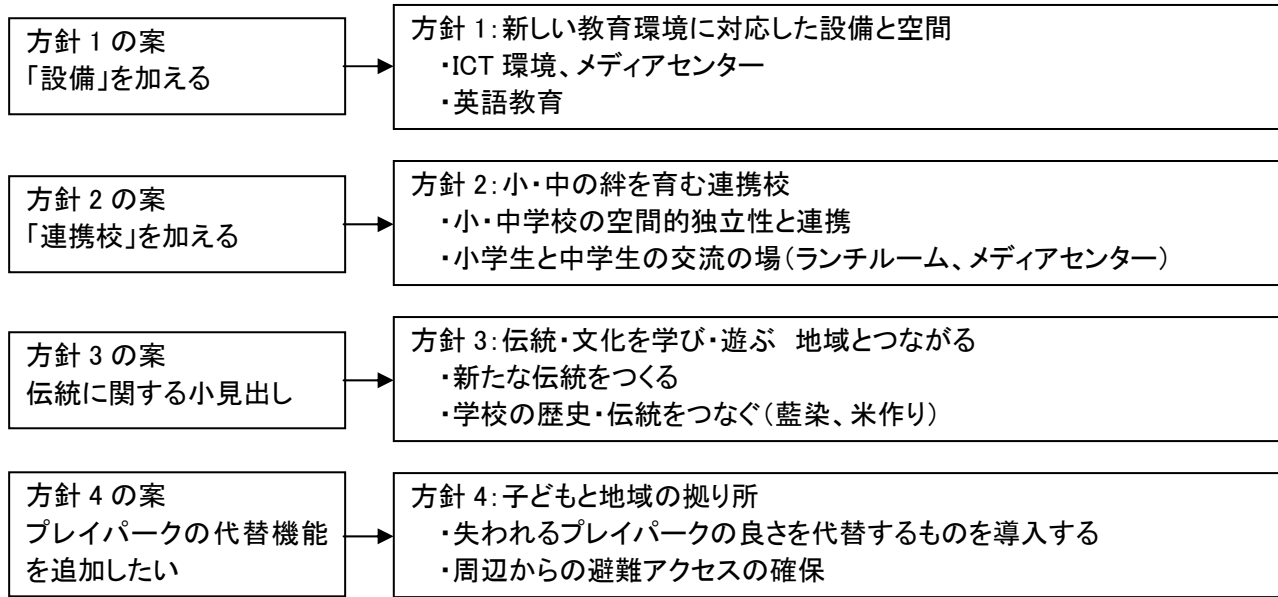 方針 1 の案
「設備」を加える
方針 1：新しい教育環境に対応した設備と空間
・ICT 環境、メディアセンター
・英語教育
方針 2 の案
「連携校」を加える
方針 2：小・中の絆を育む連携校
・小・中学校の空間的独立性と連携
・小学生と中学生の交流の場（ランチルーム、メディアセンター）
方針 3 の案
伝統に関する小見出し
方針 3：伝統・文化を学び・遊ぶ　地域とつながる
・新たな伝統をつくる
・学校の歴史・伝統をつなぐ（藍染、米作り）
方針 4 の案
プレイパークの代替機能
を追加したい
方針 4：子どもと地域の拠り所
・失われるプレイパークの良さを代替するものを導入する
・周辺からの避難アクセスの確保